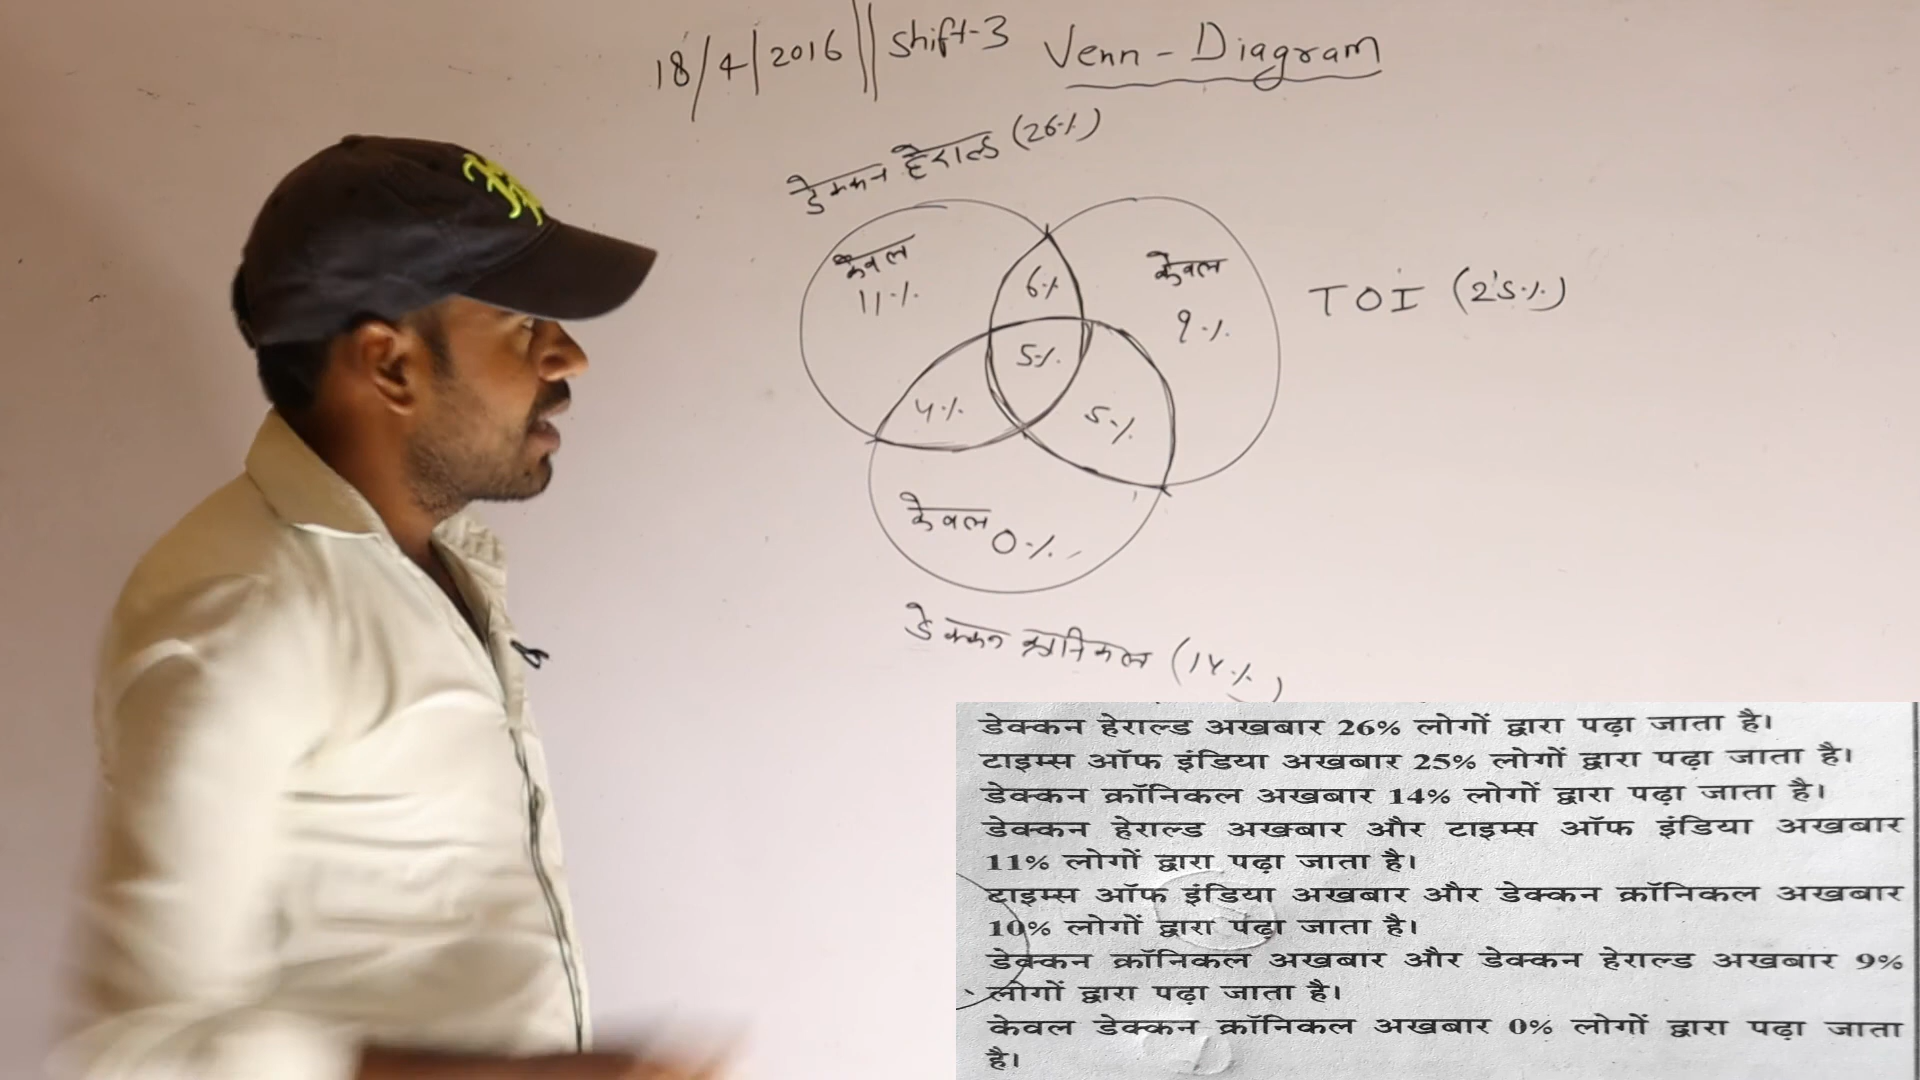 18/4/2016 || Shift-3 Venn-Diagram
डेक्कन हेराल्ड (26%)
केवल
11%
6%
केवल
9%
TOI (25%)
5%
4%
5%
केवल 0%
डेक्कन क्रानिकल (14%)
डेक्कन हेराल्ड अखबार 26% लोगों द्वारा पढ़ा जाता है।
टाइम्स ऑफ इंडिया अखबार 25% लोगों द्वारा पढ़ा जाता है।
डेक्कन क्रॉनिकल अखबार 14% लोगों द्वारा पढ़ा जाता है।
डेक्कन हेराल्ड अखबार और टाइम्स ऑफ इंडिया अखबार
11% लोगों द्वारा पढ़ा जाता है।
टाइम्स ऑफ इंडिया अखबार और डेक्कन क्रॉनिकल अखबार
10% लोगों द्वारा पढ़ा जाता है।
डेक्कन क्रॉनिकल अखबार और डेक्कन हेराल्ड अखबार 9%
लोगों द्वारा पढ़ा जाता है।
केवल डेक्कन क्रॉनिकल अखबार 0% लोगों द्वारा पढ़ा जाता
है।